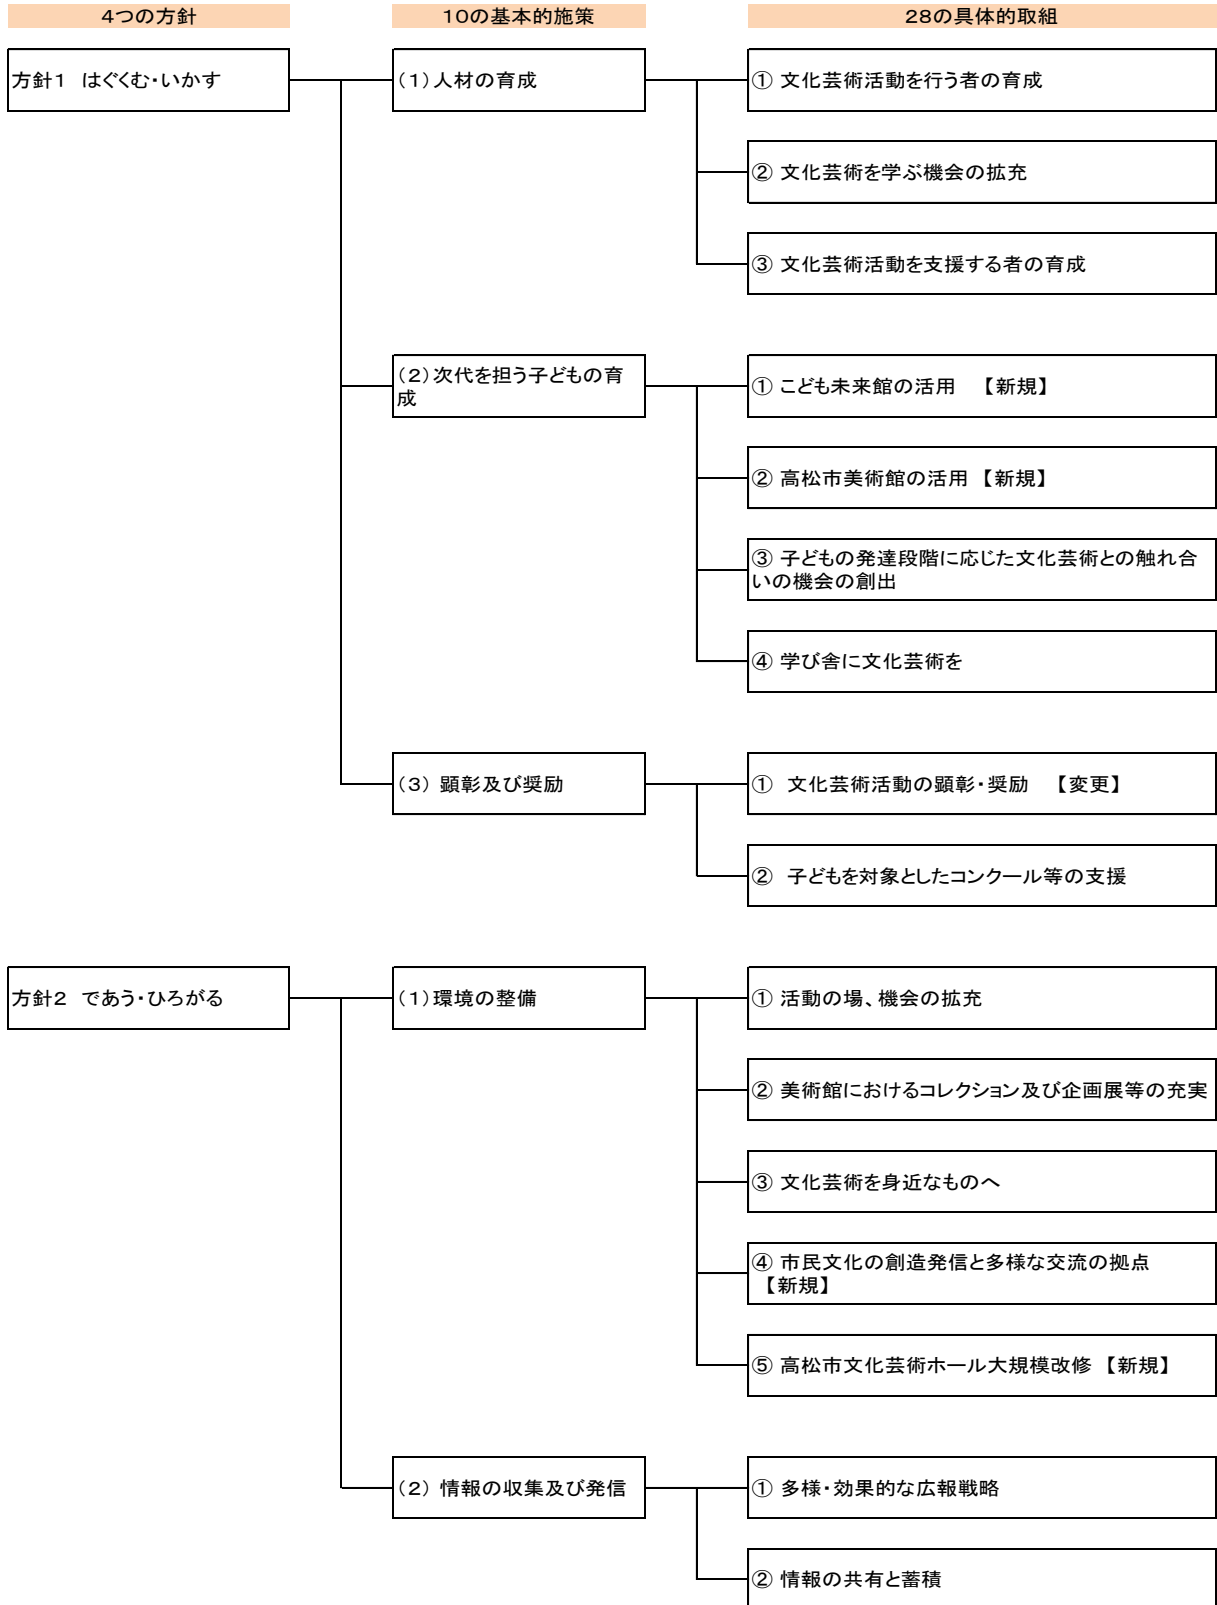 4つの方針
10の基本的施策
28の具体的取組
方針1 はぐくむ・いかす
(1)人材の育成
① 文化芸術活動を行う者の育成
② 文化芸術を学ぶ機会の拡充
③ 文化芸術活動を支援する者の育成
(2)次代を担う子どもの育
成
① こども未来館の活用 【新規】
② 高松市美術館の活用 【新規】
③ 子どもの発達段階に応じた文化芸術との触れ合
いの機会の創出
④ 学び舎に文化芸術を
(3) 顕彰及び奨励
① 文化芸術活動の顕彰・奨励 【変更】
② 子どもを対象としたコンクール等の支援
方針2 であう・ひろがる
(1)環境の整備
① 活動の場、機会の拡充
② 美術館におけるコレクション及び企画展等の充実
③ 文化芸術を身近なものへ
④ 市民文化の創造発信と多様な交流の拠点
【新規】
⑤ 高松市文化芸術ホール大規模改修 【新規】
(2) 情報の収集及び発信
① 多様・効果的な広報戦略
② 情報の共有と蓄積